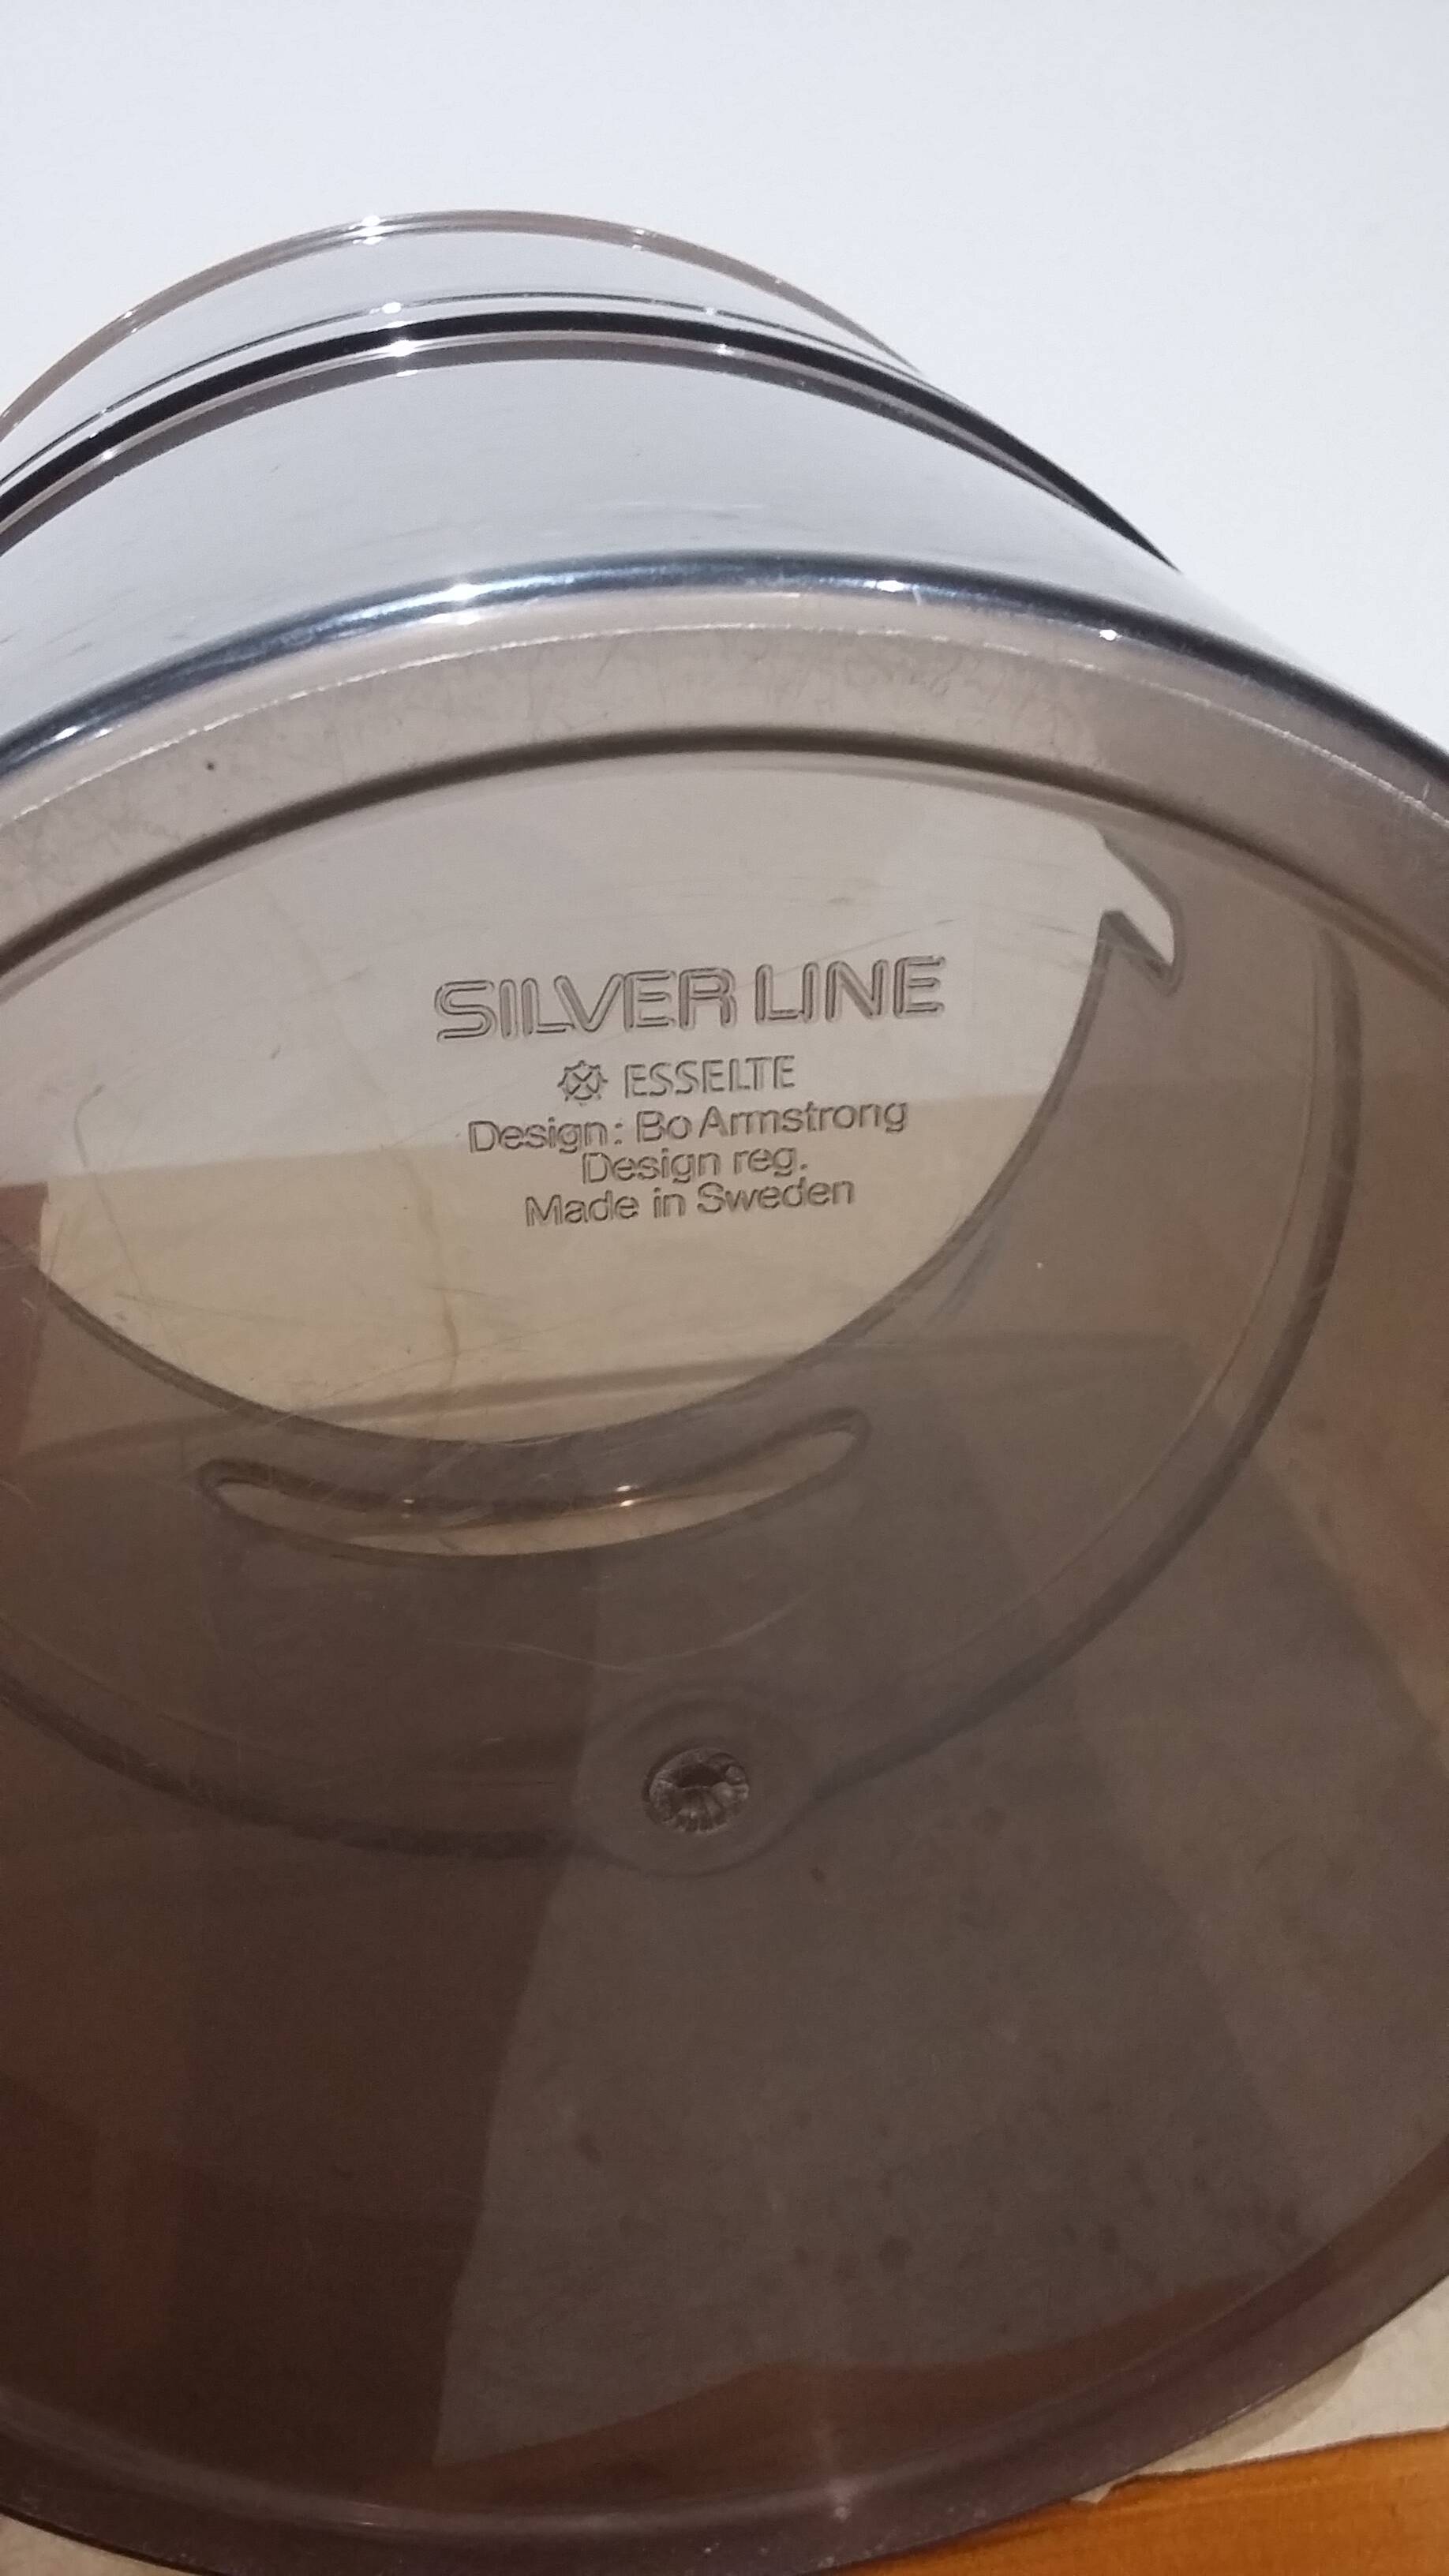 SILVER LINE
ESSELTE
Design: Bo Armstrong
Design reg.
Made in Sweden